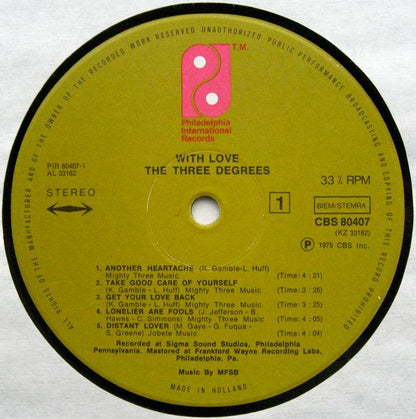 ALL RIGHTS OF THE MANUFACTURER AND OF THE OWNER OF THE RECORDED WORK RESERVED UNAUTHORIZED PUBLIC PERFORMANCE BROADCASTING AND COPYING OF THIS RECORD PROHIBITED
T.M.
Philadelphia
International
Records
WITH LOVE
THE THREE DEGREES
PIR 80407-1
AL 33162
STEREO
33 ⅓ RPM
1
BIEM/STEMRA
CBS 80407
(KZ 33162)
P 1975 CBS Inc.
1. ANOTHER HEARTACHE (K. Gamble-L. Huff)
Mighty Three Music (Time: 4 : 21)
2. TAKE GOOD CARE OF YOURSELF
(K. Gamble - L. Huff) Mighty Three Music (Time: 3 : 26)
3. GET YOUR LOVE BACK
(K. Gamble - L. Huff) Mighty Three Music (Time: 3 : 25)
4. LONELIER ARE FOOLS (J. Jefferson - B.
Hawes - C. Simmons) Mighty Three Music (Time: 4 : 05)
5. DISTANT LOVER (M. Gaye - G. Fuqua -
S. Greene) Jobete Music) (Time: 4 : 04)
Recorded at Sigma Sound Studios, Philadelphia
Pennsylvania. Mastered at Frankford Wayne Recording Labs,
Philadelphia, Pa.
Music By MFSB
MADE IN HOLLAND